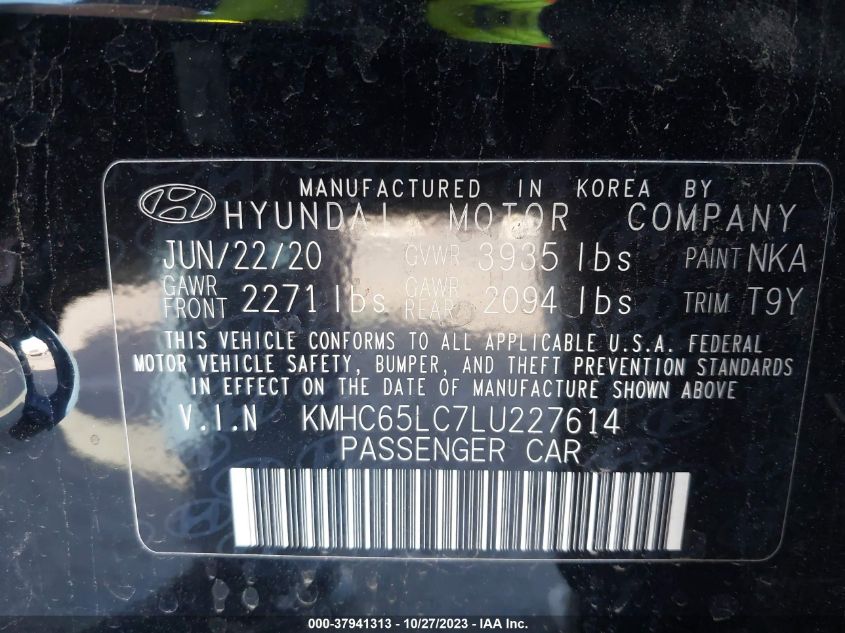 MANUFACTURED IN KOREA BY
HYUNDAI MOTOR COMPANY
JUN/22/20 GVWR 3935 lbs PAINT NKA
GAWR FRONT 2271 lbs GAWR REAR 2094 lbs TRIM T9Y
THIS VEHICLE CONFORMS TO ALL APPLICABLE U.S.A. FEDERAL
MOTOR VEHICLE SAFETY, BUMPER, AND THEFT PREVENTION STANDARDS
IN EFFECT ON THE DATE OF MANUFACTURE SHOWN ABOVE
V.I.N KMHC65LC7LU227614
PASSENGER CAR
000-37941313 - 10/27/2023 - IAA Inc.